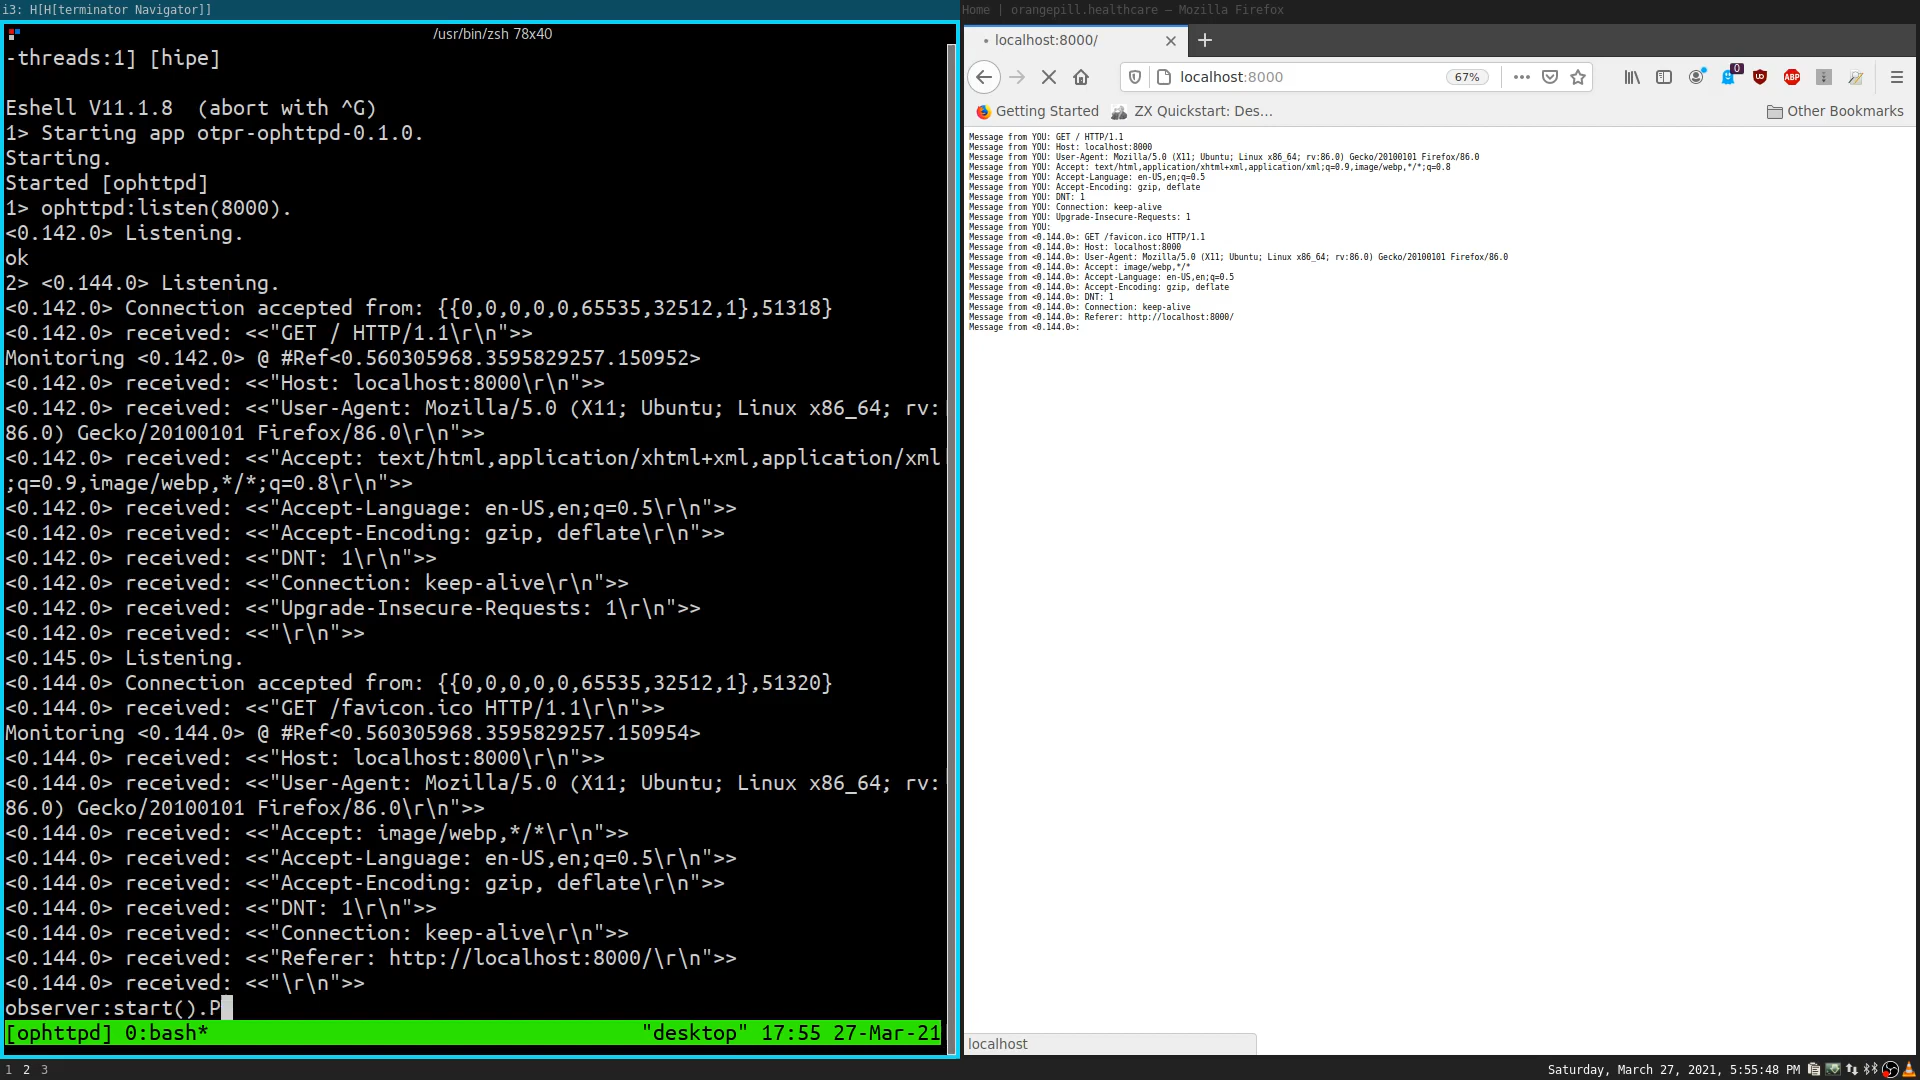 i3: H[H[terminator Navigator]]
Home | orangepill.healthcare — Mozilla Firefox
/usr/bin/zsh 78x40
-threads:1] [hipe]
Eshell V11.1.8  (abort with ^G)
1> Starting app otpr-ophttpd-0.1.0.
Starting.
Started [ophttpd]
1> ophttpd:listen(8000).
<0.142.0> Listening.
ok
2> <0.144.0> Listening.
<0.142.0> Connection accepted from: {{0,0,0,0,0,65535,32512,1},51318}
<0.142.0> received: <<"GET / HTTP/1.1\r\n">>
Monitoring <0.142.0> @ #Ref<0.560305968.3595829257.150952>
<0.142.0> received: <<"Host: localhost:8000\r\n">>
<0.142.0> received: <<"User-Agent: Mozilla/5.0 (X11; Ubuntu; Linux x86_64; rv:
86.0) Gecko/20100101 Firefox/86.0\r\n">>
<0.142.0> received: <<"Accept: text/html,application/xhtml+xml,application/xml
;q=0.9,image/webp,*/*;q=0.8\r\n">>
<0.142.0> received: <<"Accept-Language: en-US,en;q=0.5\r\n">>
<0.142.0> received: <<"Accept-Encoding: gzip, deflate\r\n">>
<0.142.0> received: <<"DNT: 1\r\n">>
<0.142.0> received: <<"Connection: keep-alive\r\n">>
<0.142.0> received: <<"Upgrade-Insecure-Requests: 1\r\n">>
<0.142.0> received: <<"\r\n">>
<0.145.0> Listening.
<0.144.0> Connection accepted from: {{0,0,0,0,0,65535,32512,1},51320}
<0.144.0> received: <<"GET /favicon.ico HTTP/1.1\r\n">>
Monitoring <0.144.0> @ #Ref<0.560305968.3595829257.150954>
<0.144.0> received: <<"Host: localhost:8000\r\n">>
<0.144.0> received: <<"User-Agent: Mozilla/5.0 (X11; Ubuntu; Linux x86_64; rv:
86.0) Gecko/20100101 Firefox/86.0\r\n">>
<0.144.0> received: <<"Accept: image/webp,*/*\r\n">>
<0.144.0> received: <<"Accept-Language: en-US,en;q=0.5\r\n">>
<0.144.0> received: <<"Accept-Encoding: gzip, deflate\r\n">>
<0.144.0> received: <<"DNT: 1\r\n">>
<0.144.0> received: <<"Connection: keep-alive\r\n">>
<0.144.0> received: <<"Referer: http://localhost:8000/\r\n">>
<0.144.0> received: <<"\r\n">>
observer:start().P
[ophttpd] 0:bash* "desktop" 17:55 27-Mar-21
localhost:8000/
localhost:8000 67%
0
ABP
Getting Started ZX Quickstart: Des… Other Bookmarks
Message from YOU: GET / HTTP/1.1
Message from YOU: Host: localhost:8000
Message from YOU: User-Agent: Mozilla/5.0 (X11; Ubuntu; Linux x86_64; rv:86.0) Gecko/20100101 Firefox/86.0
Message from YOU: Accept: text/html,application/xhtml+xml,application/xml;q=0.9,image/webp,*/*;q=0.8
Message from YOU: Accept-Language: en-US,en;q=0.5
Message from YOU: Accept-Encoding: gzip, deflate
Message from YOU: DNT: 1
Message from YOU: Connection: keep-alive
Message from YOU: Upgrade-Insecure-Requests: 1
Message from YOU:
Message from <0.144.0>: GET /favicon.ico HTTP/1.1
Message from <0.144.0>: Host: localhost:8000
Message from <0.144.0>: User-Agent: Mozilla/5.0 (X11; Ubuntu; Linux x86_64; rv:86.0) Gecko/20100101 Firefox/86.0
Message from <0.144.0>: Accept: image/webp,*/*
Message from <0.144.0>: Accept-Language: en-US,en;q=0.5
Message from <0.144.0>: Accept-Encoding: gzip, deflate
Message from <0.144.0>: DNT: 1
Message from <0.144.0>: Connection: keep-alive
Message from <0.144.0>: Referer: http://localhost:8000/
Message from <0.144.0>:
localhost
1 2 3
Saturday, March 27, 2021, 5:55:48 PM